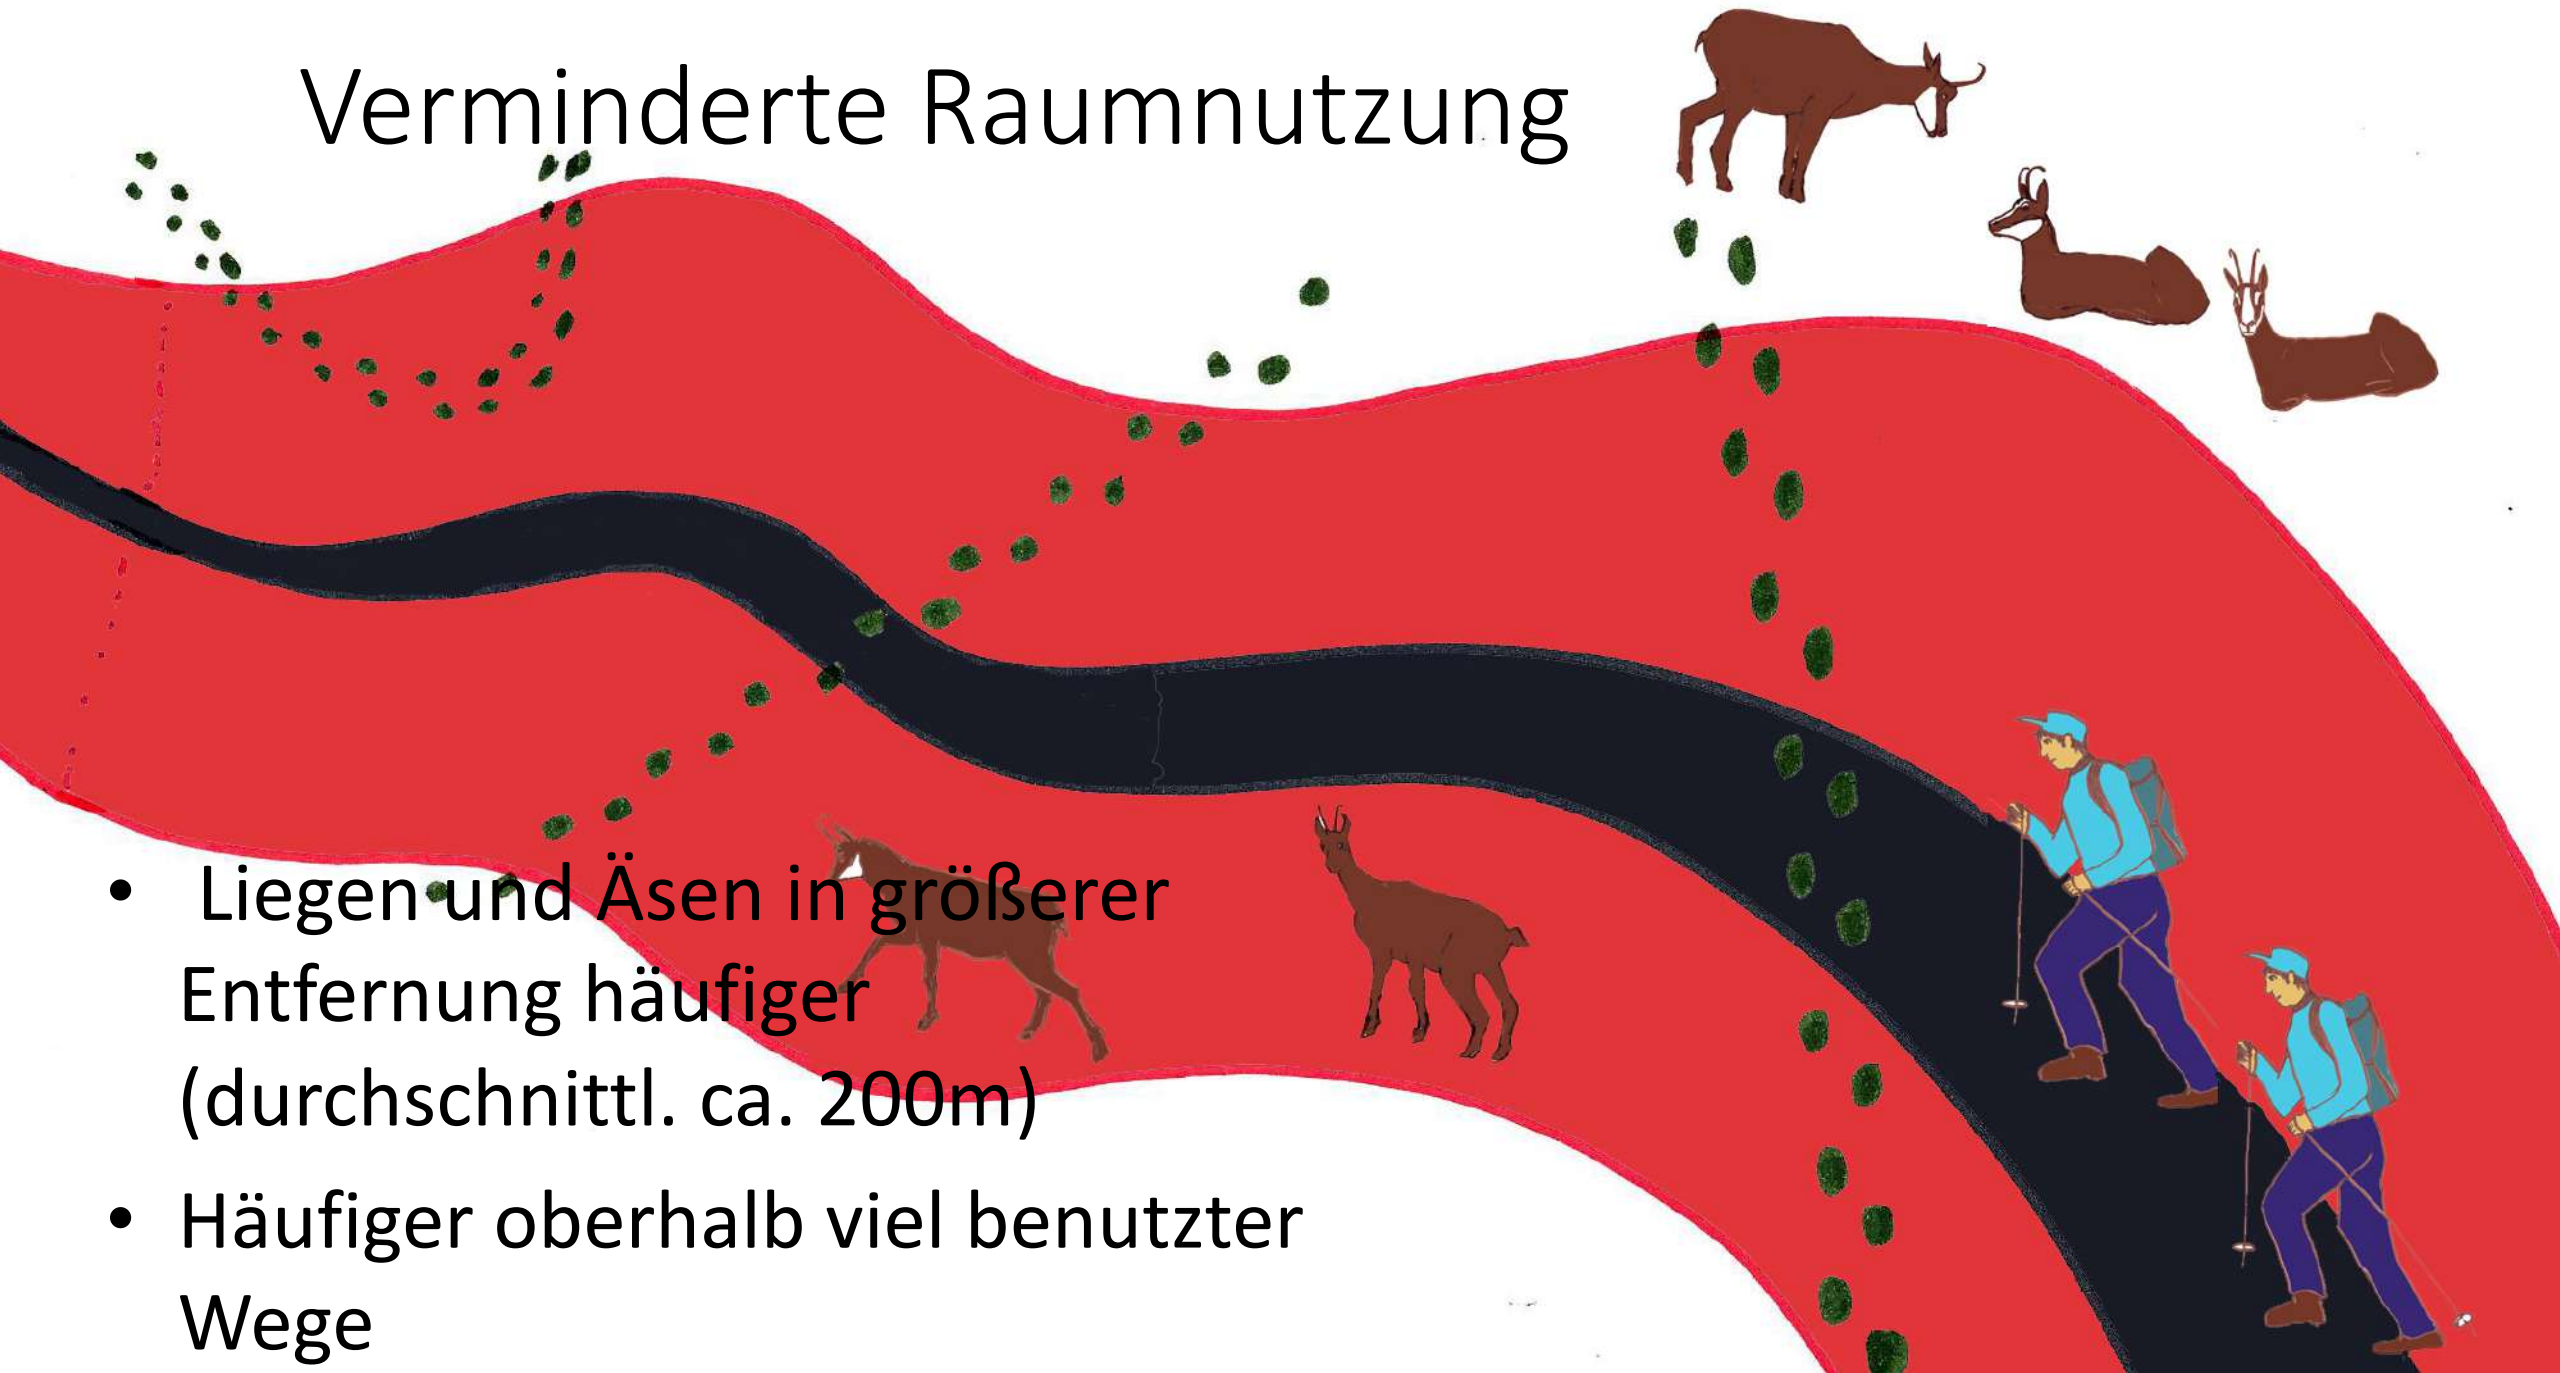 Verminderte Raumnutzung
• Liegen und Äsen in größerer
Entfernung häufiger
(durchschnittl. ca. 200m)
• Häufiger oberhalb viel benutzter
Wege